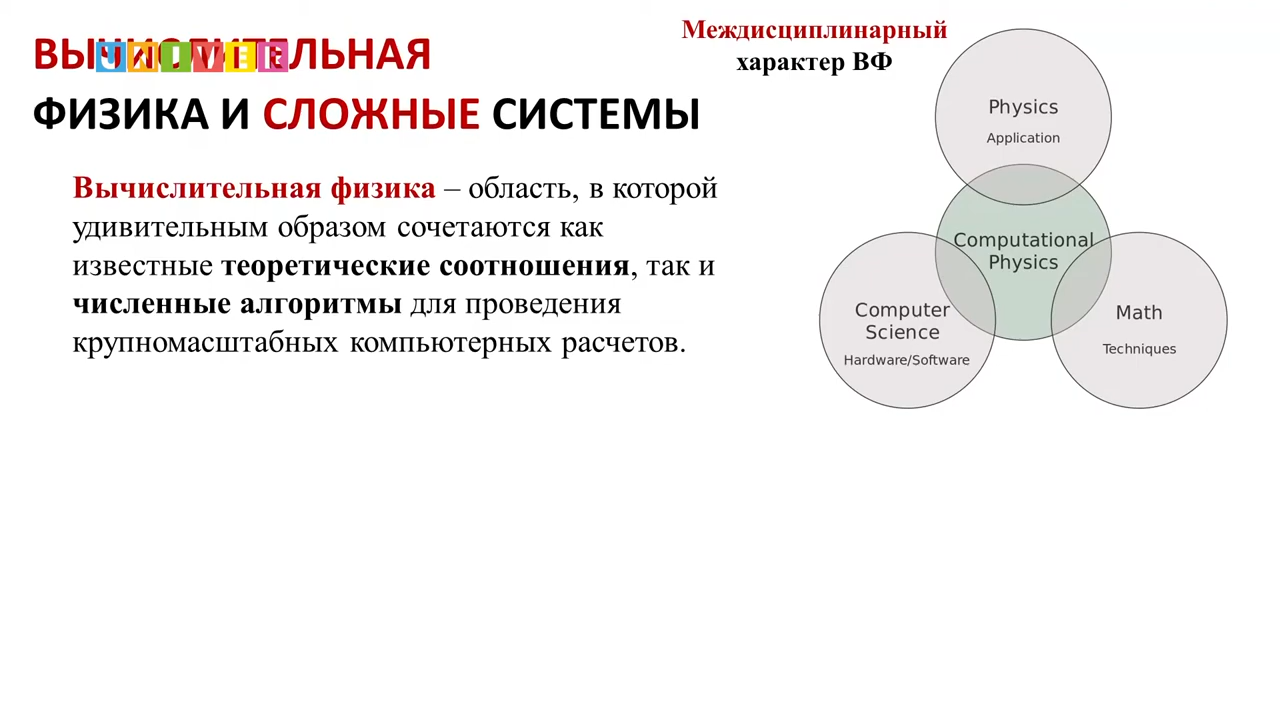 ВЫЧИСЛИТЕЛЬНАЯ
UNIVER
ФИЗИКА И СЛОЖНЫЕ СИСТЕМЫ
Междисциплинарный
характер ВФ
Вычислительная физика – область, в которой
удивительным образом сочетаются как
известные теоретические соотношения, так и
численные алгоритмы для проведения
крупномасштабных компьютерных расчетов.
Physics
Application
Computational
Physics
Computer
Science
Hardware/Software
Math
Techniques